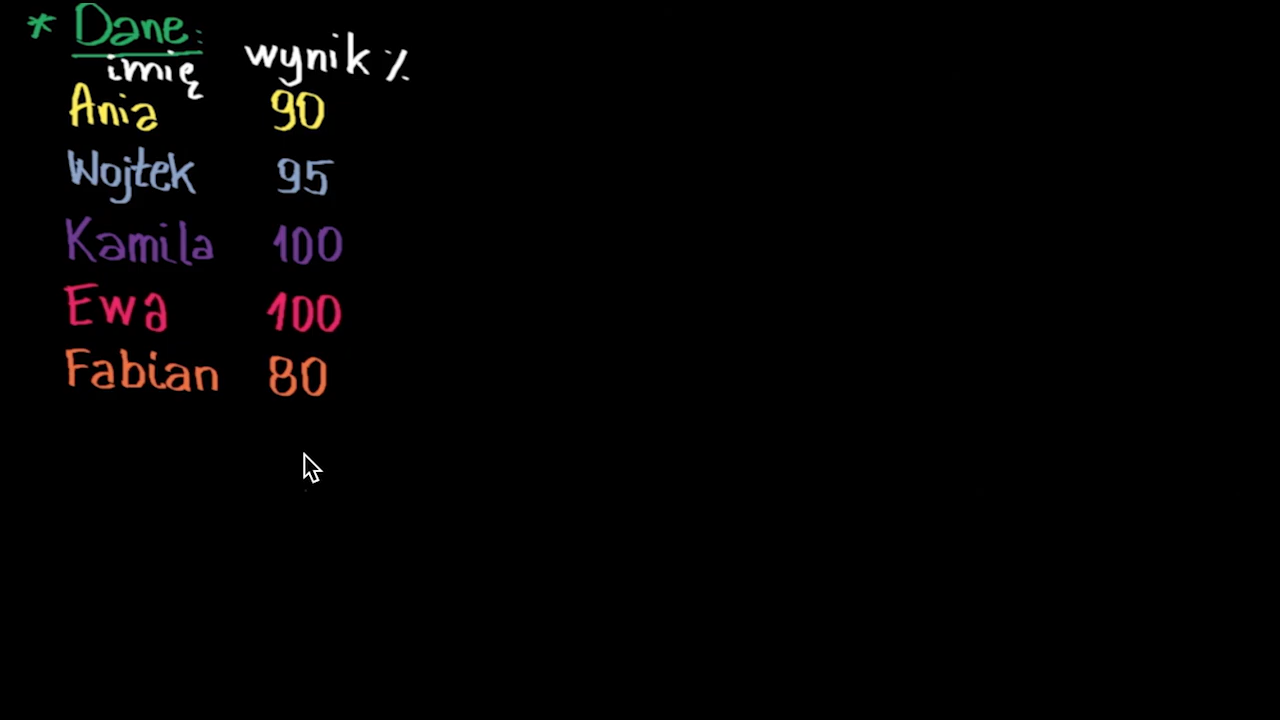 * Dane:
imię wynik %
Ania 90
Wojtek 95
Kamila 100
Ewa 100
Fabian 80